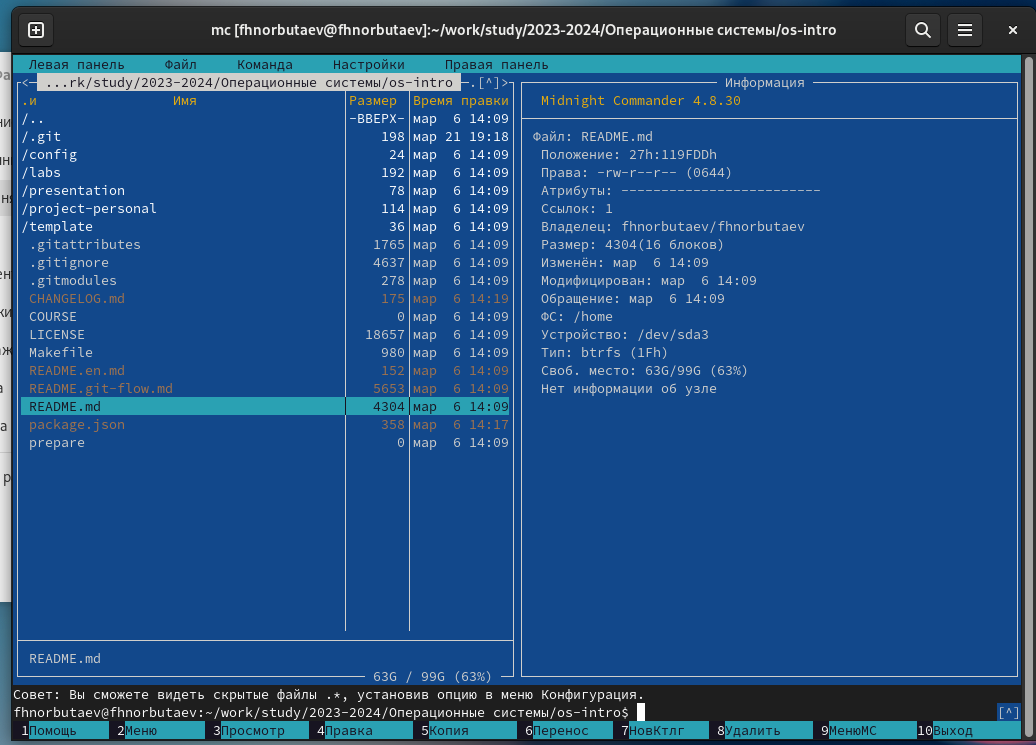 mc [fhnorbutaev@fhnorbutaev]:~/work/study/2023-2024/Операционные системы/os-intro
Левая панель Файл Команда Настройки Правая панель
<─ ...rk/study/2023-2024/Операционные системы/os-intro ─.[^]>
.и Имя Размер Время правки
/.. -ВВЕРХ- мар 6 14:09
/.git 198 мар 21 19:18
/config 24 мар 6 14:09
/labs 192 мар 6 14:09
/presentation 78 мар 6 14:09
/project-personal 114 мар 6 14:09
/template 36 мар 6 14:09
.gitattributes 1765 мар 6 14:09
.gitignore 4637 мар 6 14:09
.gitmodules 278 мар 6 14:09
CHANGELOG.md 175 мар 6 14:19
COURSE 0 мар 6 14:09
LICENSE 18657 мар 6 14:09
Makefile 980 мар 6 14:09
README.en.md 152 мар 6 14:09
README.git-flow.md 5653 мар 6 14:09
README.md 4304 мар 6 14:09
package.json 358 мар 6 14:17
prepare 0 мар 6 14:09
README.md
63G / 99G (63%)
Информация
Midnight Commander 4.8.30
Файл: README.md
Положение: 27h:119FDDh
Права: -rw-r--r-- (0644)
Атрибуты: -------------------------
Ссылок: 1
Владелец: fhnorbutaev/fhnorbutaev
Размер: 4304(16 блоков)
Изменён: мар 6 14:09
Модифицирован: мар 6 14:09
Обращение: мар 6 14:09
ФС: /home
Устройство: /dev/sda3
Тип: btrfs (1Fh)
Своб. место: 63G/99G (63%)
Нет информации об узле
Совет: Вы сможете видеть скрытые файлы .*, установив опцию в меню Конфигурация.
fhnorbutaev@fhnorbutaev:~/work/study/2023-2024/Операционные системы/os-intro$ [^]
1Помощь 2Меню 3Просмотр 4Правка 5Копия 6Перенос 7НовКтлг 8Удалить 9МенюMC 10Выход